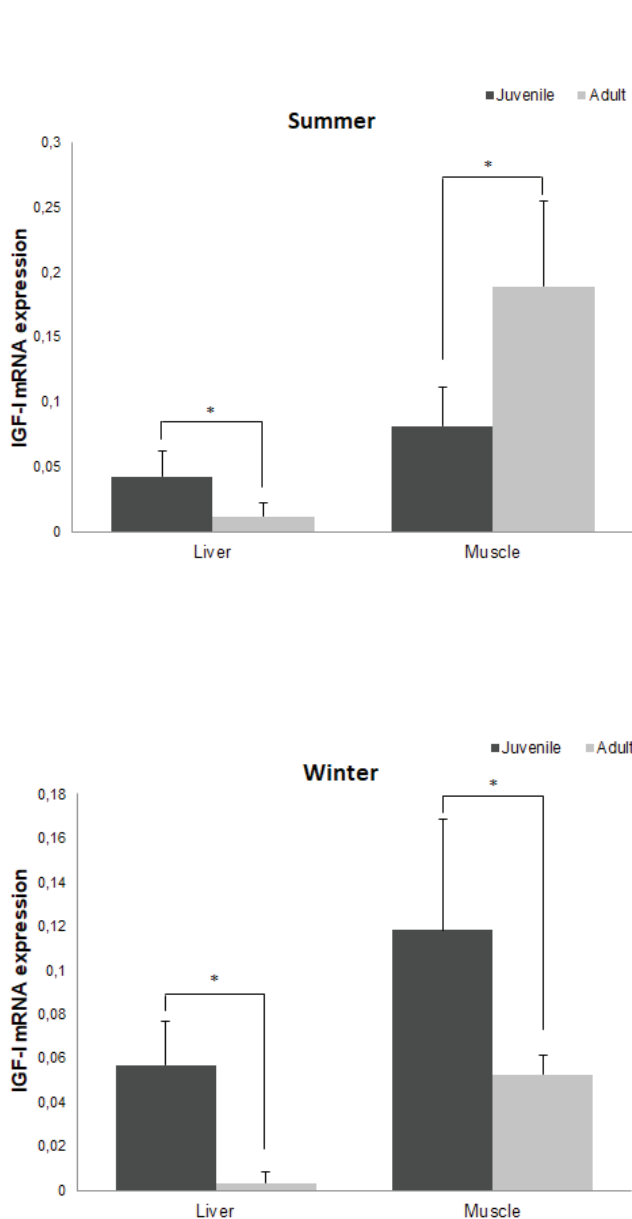 ■Juvenile ■Adult
Summer
IGF-I mRNA expression
0,3
0,25
0,2
0,15
0,1
0,05
0
*
*
Liver Muscle
■Juvenile ■Adult
Winter
IGF-I mRNA expression
0,18
0,16
0,14
0,12
0,1
0,08
0,06
0,04
0,02
0
*
*
Liver Muscle